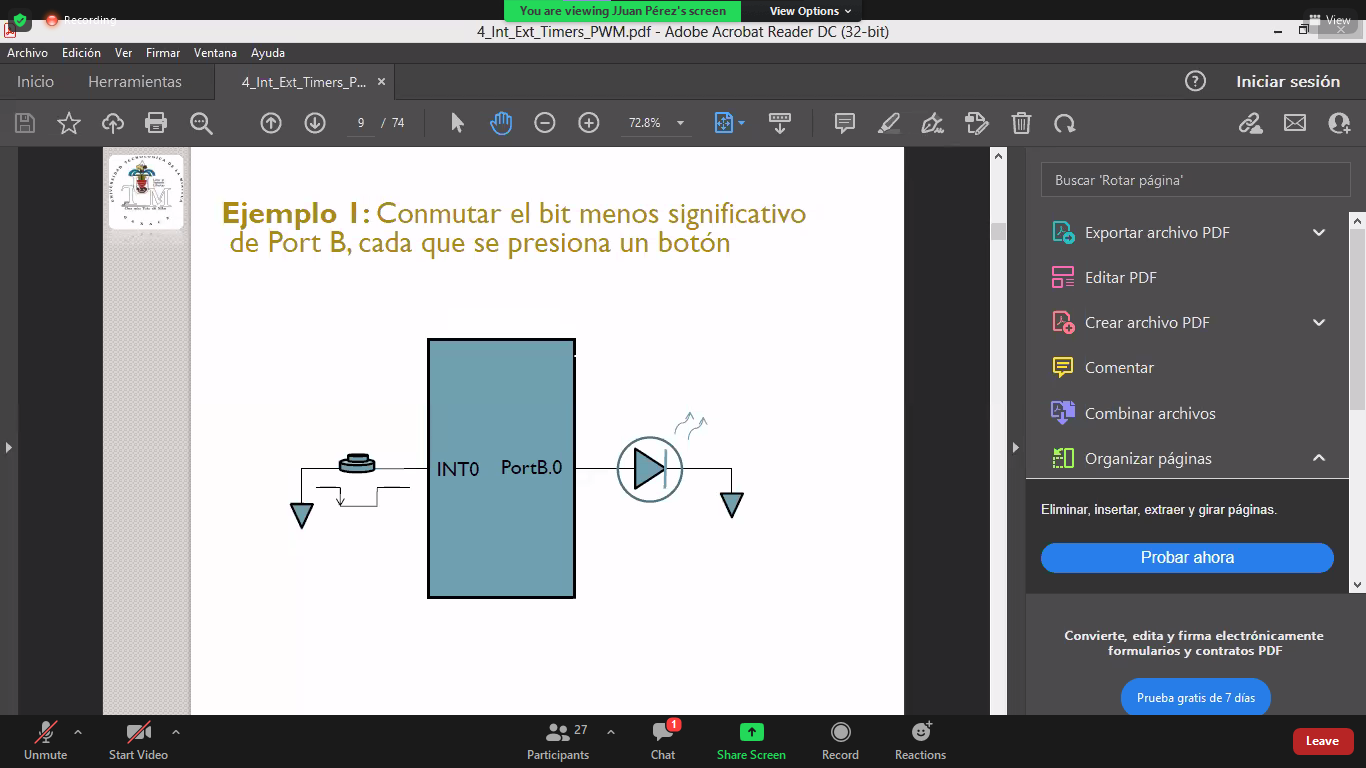 Recording
You are viewing JJuan Pérez's screen
View Options
View
4_Int_Ext_Timers_PWM.pdf - Adobe Acrobat Reader DC (32-bit)
Archivo Edición Ver Firmar Ventana Ayuda
Inicio Herramientas 4_Int_Ext_Timers_P... Iniciar sesión
9 / 74 72.8%
Buscar 'Rotar página'
Ejemplo 1: Conmutar el bit menos significativo
de Port B, cada que se presiona un botón
INT0 PortB.0
Exportar archivo PDF
Editar PDF
Crear archivo PDF
Comentar
Combinar archivos
Organizar páginas
Eliminar, insertar, extraer y girar páginas.
Probar ahora
Convierte, edita y firma electrónicamente
formularios y contratos PDF
Prueba gratis de 7 días
Unmute Start Video Participants 27 Chat 1 Share Screen Record Reactions Leave